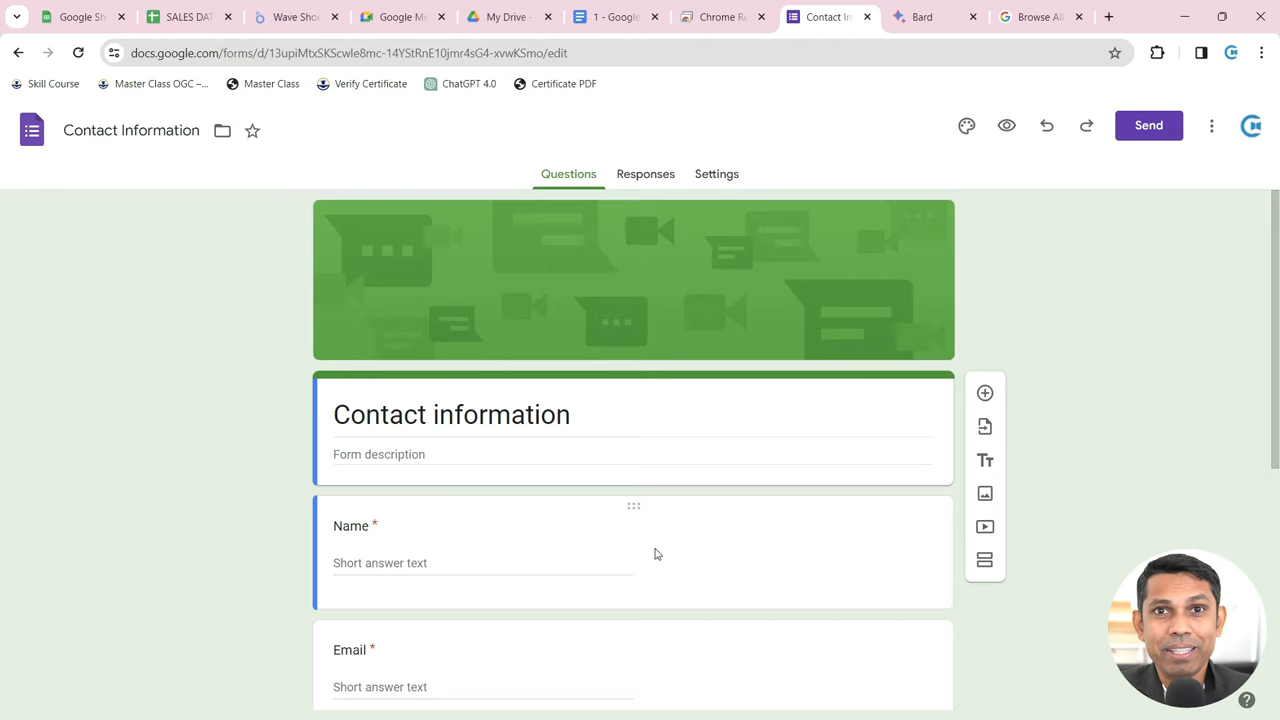 Google Sh
SALES DAT
Wave Sho
Google M
My Drive
1 - Google
Chrome R
Contact In
Bard
Browse All
docs.google.com/forms/d/13upiMtxSKScwIe8mc-14YStRnE10jmr4sG4-xvwKSmo/edit
Skill Course
Master Class OGC –...
Master Class
Verify Certificate
ChatGPT 4.0
Certificate PDF
Contact Information
Send
Questions
Responses
Settings
Contact information
Form description
Name *
Short answer text
Email *
Short answer text